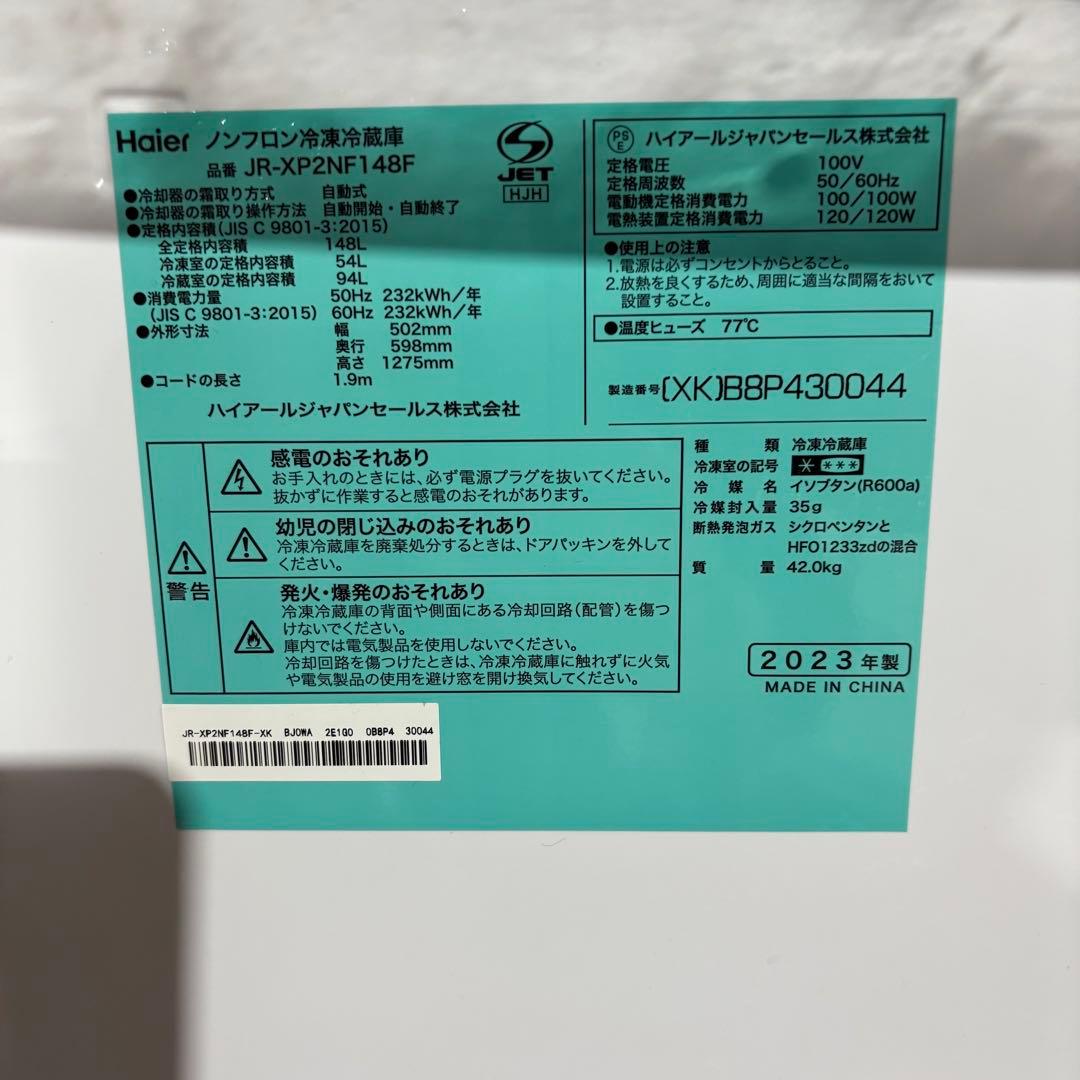 Haier ノンフロン冷凍冷蔵庫
品番 JR-XP2NF148F
●冷却器の霜取り方式 自動式
●冷却器の霜取り操作方法 自動開始・自動終了
●定格内容積(JIS C 9801-3:2015)
全定格内容積 148L
冷凍室の定格内容積 54L
冷蔵室の定格内容積 94L
●消費電力量 50Hz 232kWh/年
(JIS C 9801-3:2015) 60Hz 232kWh/年
●外形寸法 幅 502mm
奥行 598mm
高さ 1275mm
●コードの長さ 1.9m
ハイアールジャパンセールス株式会社
JET
HJH
PSE ハイアールジャパンセールス株式会社
定格電圧 100V
定格周波数 50/60Hz
電動機定格消費電力 100/100W
電熱装置定格消費電力 120/120W
●使用上の注意
1.電源は必ずコンセントからとること。
2.放熱を良くするため、周囲に適当な間隔をおいて
設置すること。
●温度ヒューズ 77℃
製造番号 (XK)B8P430044
警告
感電のおそれあり
お手入れのときには、必ず電源プラグを抜いてください。
抜かずに作業すると感電のおそれがあります。
幼児の閉じ込みのおそれあり
冷凍冷蔵庫を廃棄処分するときは、ドアパッキンを外して
ください。
発火・爆発のおそれあり
冷凍冷蔵庫の背面や側面にある冷却回路(配管)を傷つ
けないでください。
庫内では電気製品を使用しないでください。
冷却回路を傷つけたときは、冷凍冷蔵庫に触れずに火気
や電気製品の使用を避け窓を開け換気してください。
種類 冷凍冷蔵庫
冷凍室の記号 * ***
冷媒名 イソブタン(R600a)
冷媒封入量 35g
断熱発泡ガス シクロペンタンと
HFO1233zdの混合
質量 42.0kg
2023年製
MADE IN CHINA
JR-XP2NF148F-XK BJ0WA 2E1G0 0B8P4 30044